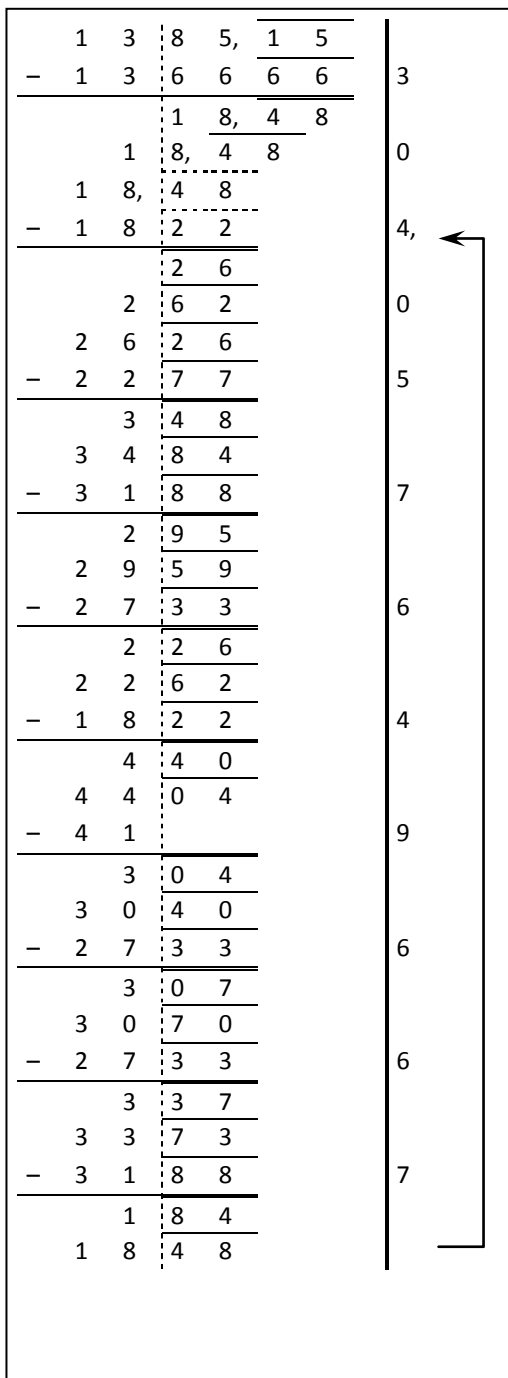 1 3 8 5, 1 5
– 1 3 6 6 6 6 3
1 8, 4 8
1 8, 4 8 0
1 8, 4 8
– 1 8 2 2 4,
2 6
2 6 2 0
2 6 2 6
– 2 2 7 7 5
3 4 8
3 4 8 4
– 3 1 8 8 7
2 9 5
2 9 5 9
– 2 7 3 3 6
2 2 6
2 2 6 2
– 1 8 2 2 4
4 4 0
4 4 0 4
– 4 1 9
3 0 4
3 0 4 0
– 2 7 3 3 6
3 0 7
3 0 7 0
– 2 7 3 3 6
3 3 7
3 3 7 3
– 3 1 8 8 7
1 8 4
1 8 4 8